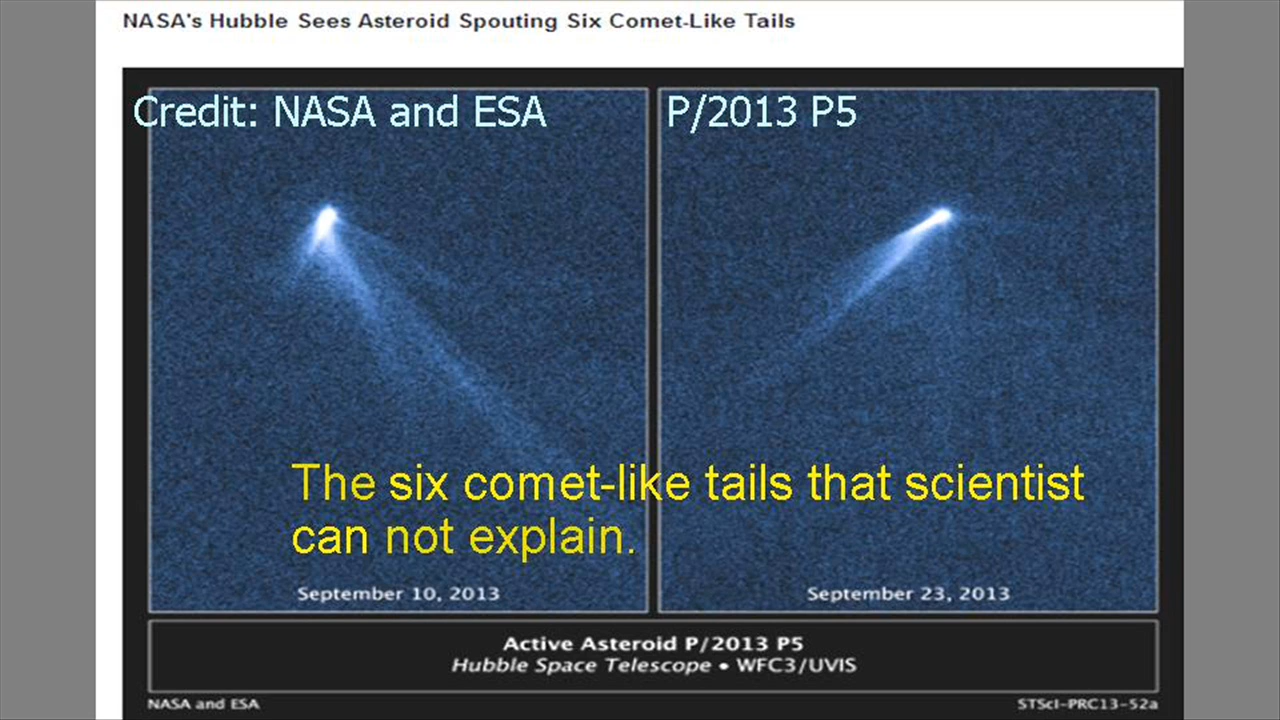 NASA's Hubble Sees Asteroid Spouting Six Comet-Like Tails
Credit: NASA and ESA
P/2013 P5
The six comet-like tails that scientist
can not explain.
September 10, 2013
September 23, 2013
Active Asteroid P/2013 P5
Hubble Space Telescope • WFC3/UVIS
NASA and ESA
STScI-PRC13-52a